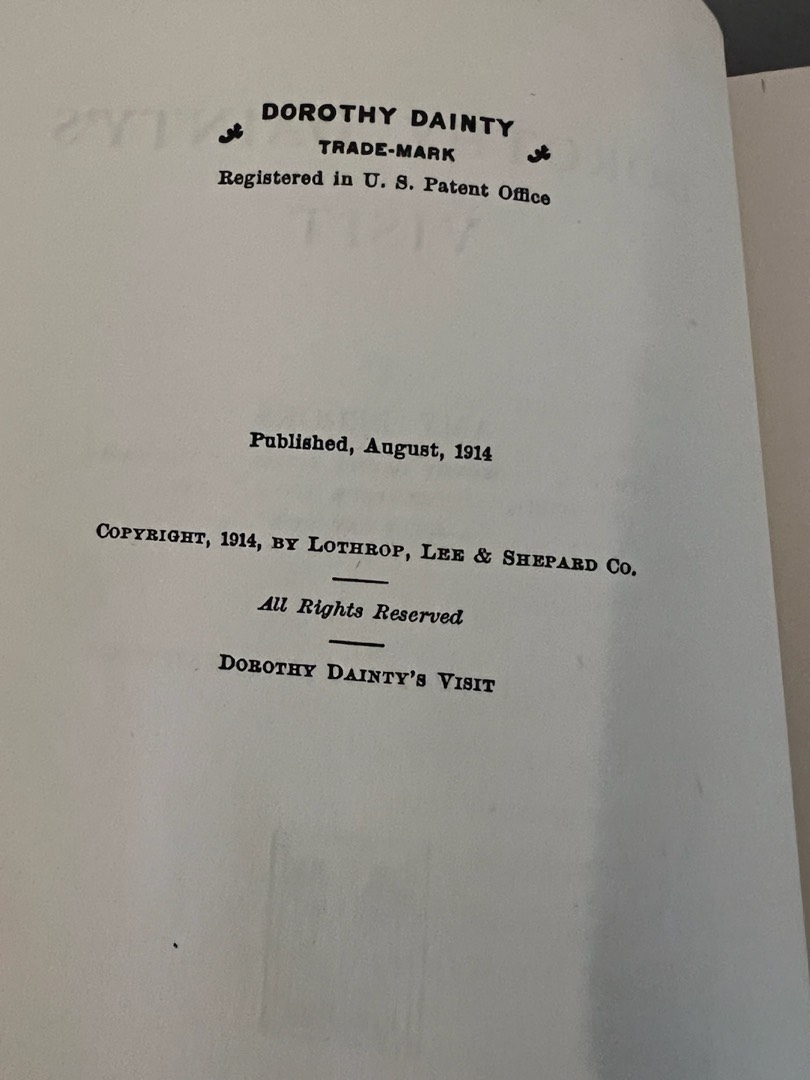 DOROTHY DAINTY
TRADE-MARK
Registered in U. S. Patent Office
Published, August, 1914
COPYRIGHT, 1914, BY LOTHROP, LEE & SHEPARD CO.
All Rights Reserved
DOROTHY DAINTY'S VISIT